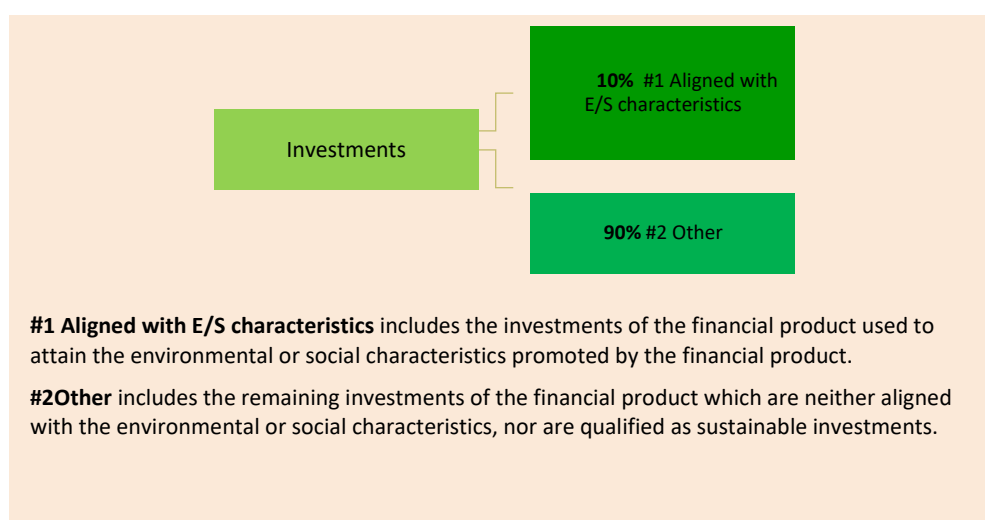 10% #1 Aligned with
E/S characteristics
Investments
90% #2 Other
#1 Aligned with E/S characteristics includes the investments of the financial product used to
attain the environmental or social characteristics promoted by the financial product.
#2Other includes the remaining investments of the financial product which are neither aligned
with the environmental or social characteristics, nor are qualified as sustainable investments.